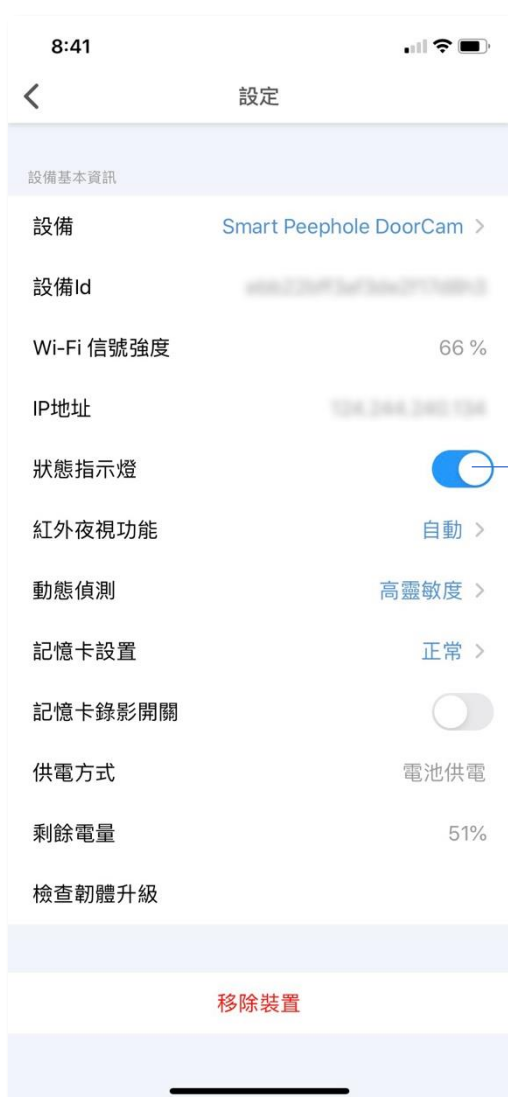 8:41
設定
設備基本資訊
設備 Smart Peephole DoorCam
設備Id
Wi-Fi 信號強度 66 %
IP地址
狀態指示燈
紅外夜視功能 自動
動態偵測 高靈敏度
記憶卡設置 正常
記憶卡錄影開關
供電方式 電池供電
剩餘電量 51%
檢查韌體升級
移除裝置